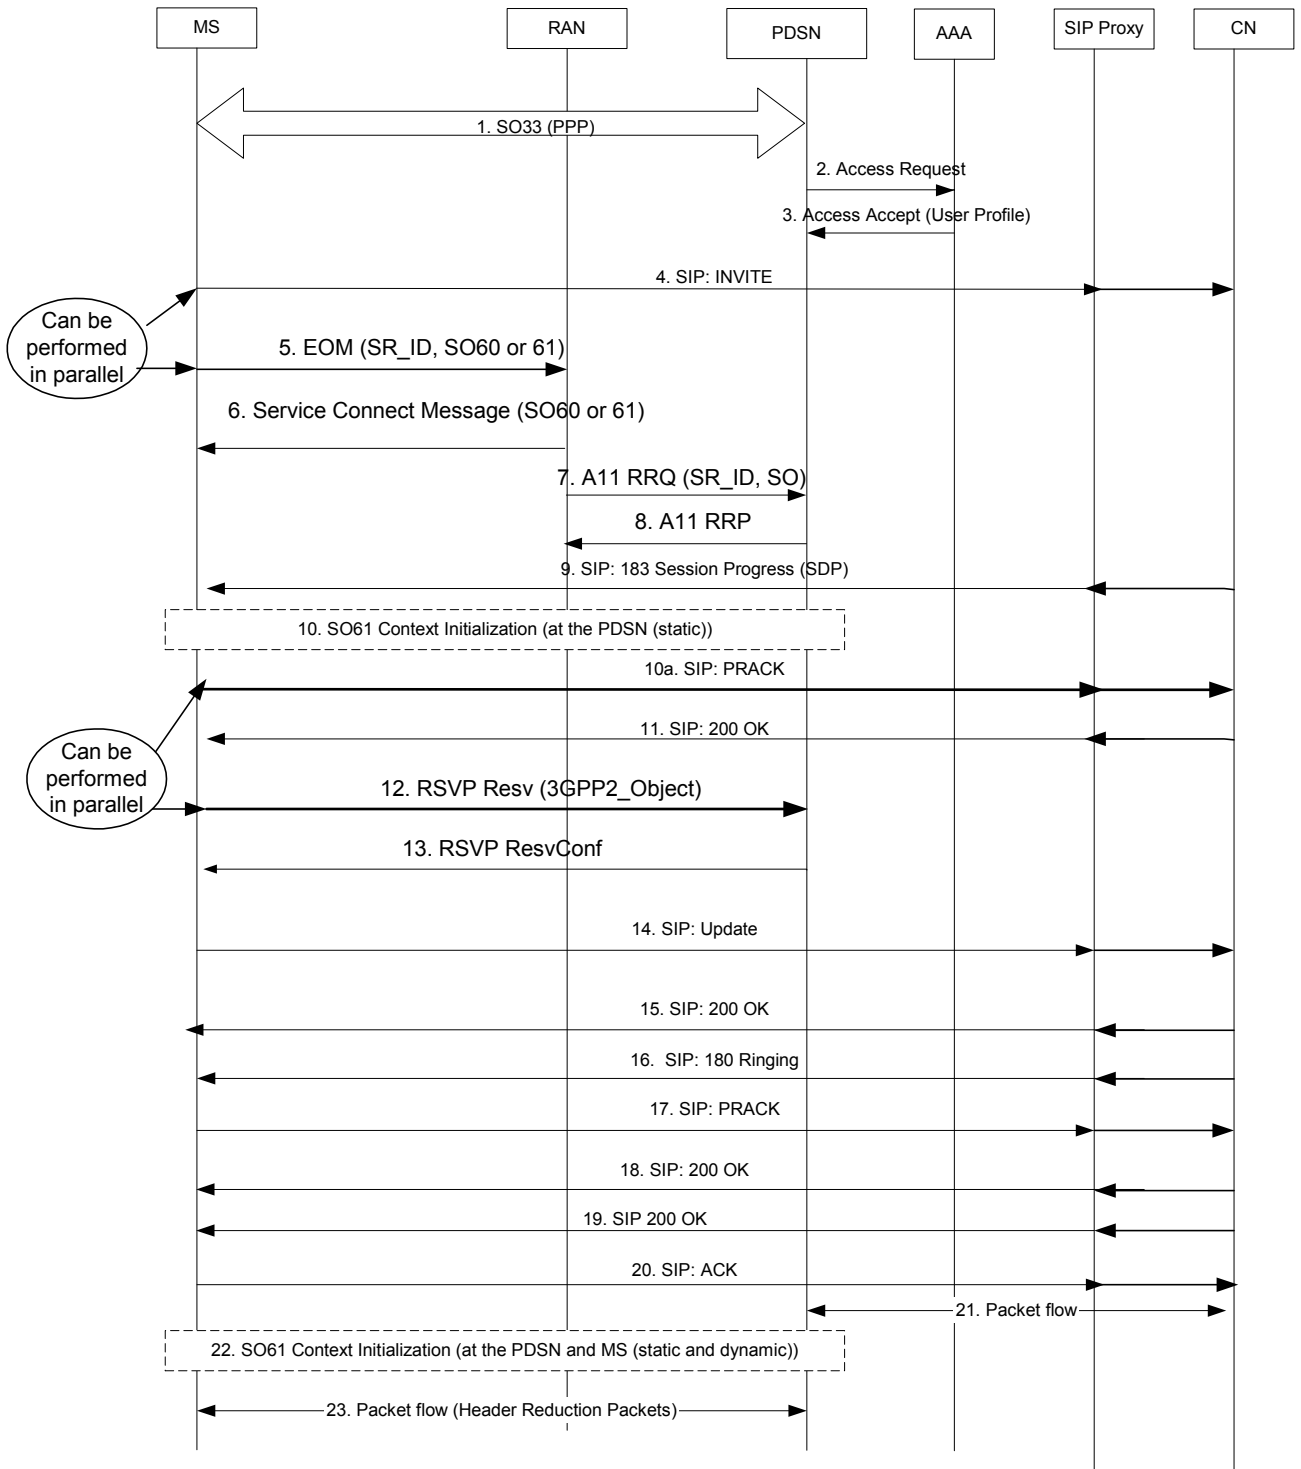 MS
RAN
PDSN
AAA
SIP Proxy
CN
1. SO33 (PPP)
2. Access Request
3. Access Accept (User Profile)
4. SIP: INVITE
Can be
performed
in parallel
5. EOM (SR_ID, SO60 or 61)
6. Service Connect Message (SO60 or 61)
7. A11 RRQ (SR_ID, SO)
8. A11 RRP
9. SIP: 183 Session Progress (SDP)
10. SO61 Context Initialization (at the PDSN (static))
10a. SIP: PRACK
11. SIP: 200 OK
Can be
performed
in parallel
12. RSVP Resv (3GPP2_Object)
13. RSVP ResvConf
14. SIP: Update
15. SIP: 200 OK
16. SIP: 180 Ringing
17. SIP: PRACK
18. SIP: 200 OK
19. SIP 200 OK
20. SIP: ACK
21. Packet flow
22. SO61 Context Initialization (at the PDSN and MS (static and dynamic))
23. Packet flow (Header Reduction Packets)